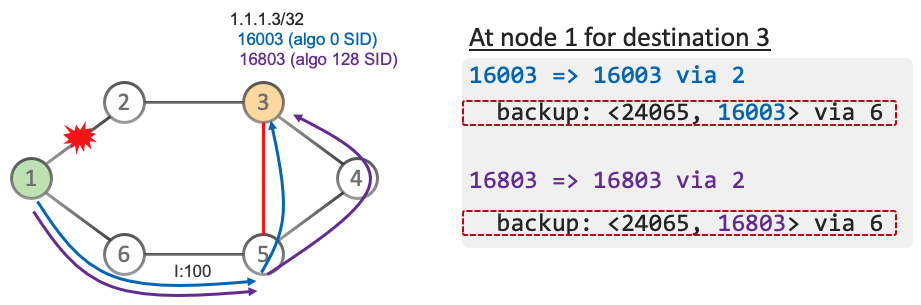 1.1.1.3/32
16003 (algo 0 SID)
16803 (algo 128 SID)
2
3
1
4
6
5
I:100
At node 1 for destination 3
16003 => 16003 via 2
backup: <24065, 16003> via 6
16803 => 16803 via 2
backup: <24065, 16803> via 6